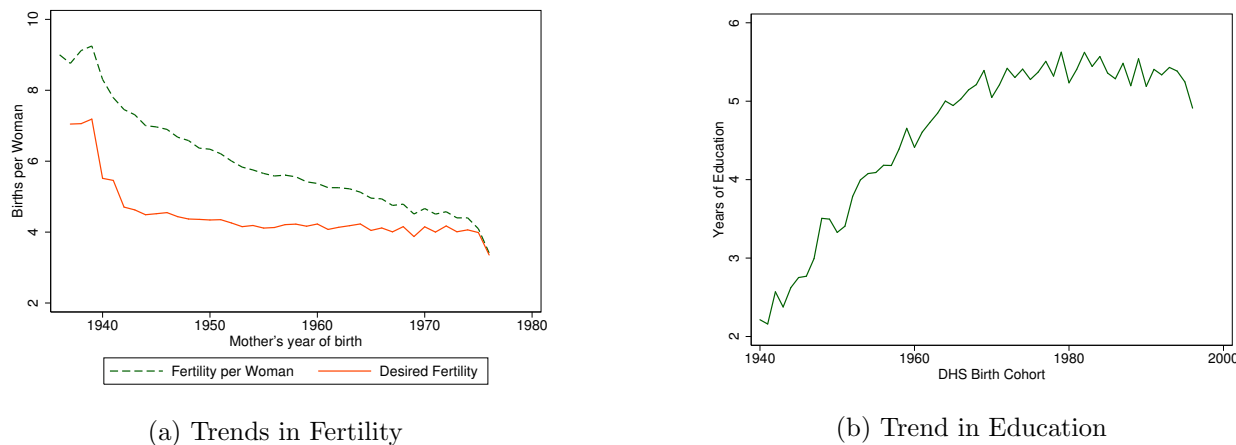 Births per Woman
10
8
6
4
2
1940 1950 1960 1970 1980
Mother's year of birth
Fertility per Woman Desired Fertility
(a) Trends in Fertility
Years of Education
6
5
4
3
2
1940 1960 1980 2000
DHS Birth Cohort
(b) Trend in Education